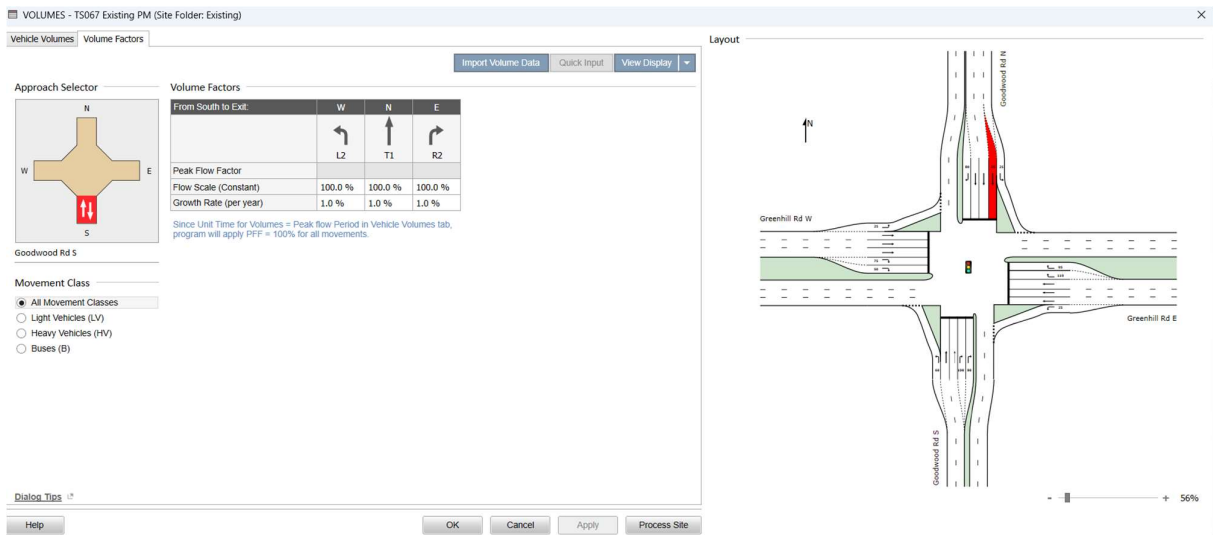 VOLUMES - TS067 Existing PM (Site Folder: Existing)
Vehicle Volumes Volume Factors
Import Volume Data Quick Input View Display
Approach Selector
N
W E
S
Goodwood Rd S
Movement Class
All Movement Classes
Light Vehicles (LV)
Heavy Vehicles (HV)
Buses (B)
Volume Factors
From South to Exit: W N E
L2 T1 R2
Peak Flow Factor
Flow Scale (Constant) 100.0 % 100.0 % 100.0 %
Growth Rate (per year) 1.0 % 1.0 % 1.0 %
Since Unit Time for Volumes = Peak flow Period in Vehicle Volumes tab,
program will apply PFF = 100% for all movements.
Dialog Tips
Help OK Cancel Apply Process Site
Layout
N
Goodwood Rd N
Greenhill Rd W
Greenhill Rd E
Goodwood Rd S
- + 56%